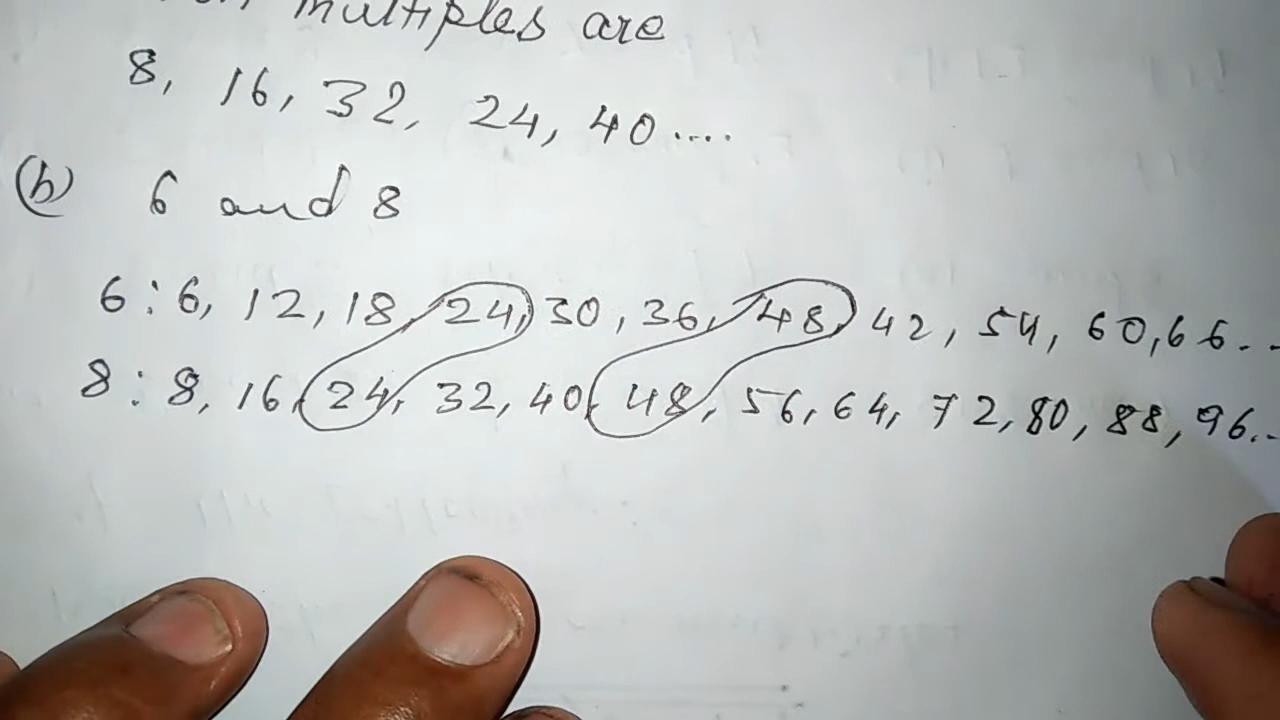 multiples are
8, 16, 32, 24, 40....
(b) 6 and 8
6 : 6, 12, 18, 24, 30, 36, 48, 42, 54, 60, 66...
8 : 8, 16, 24, 32, 40, 48, 56, 64, 72, 80, 88, 96...